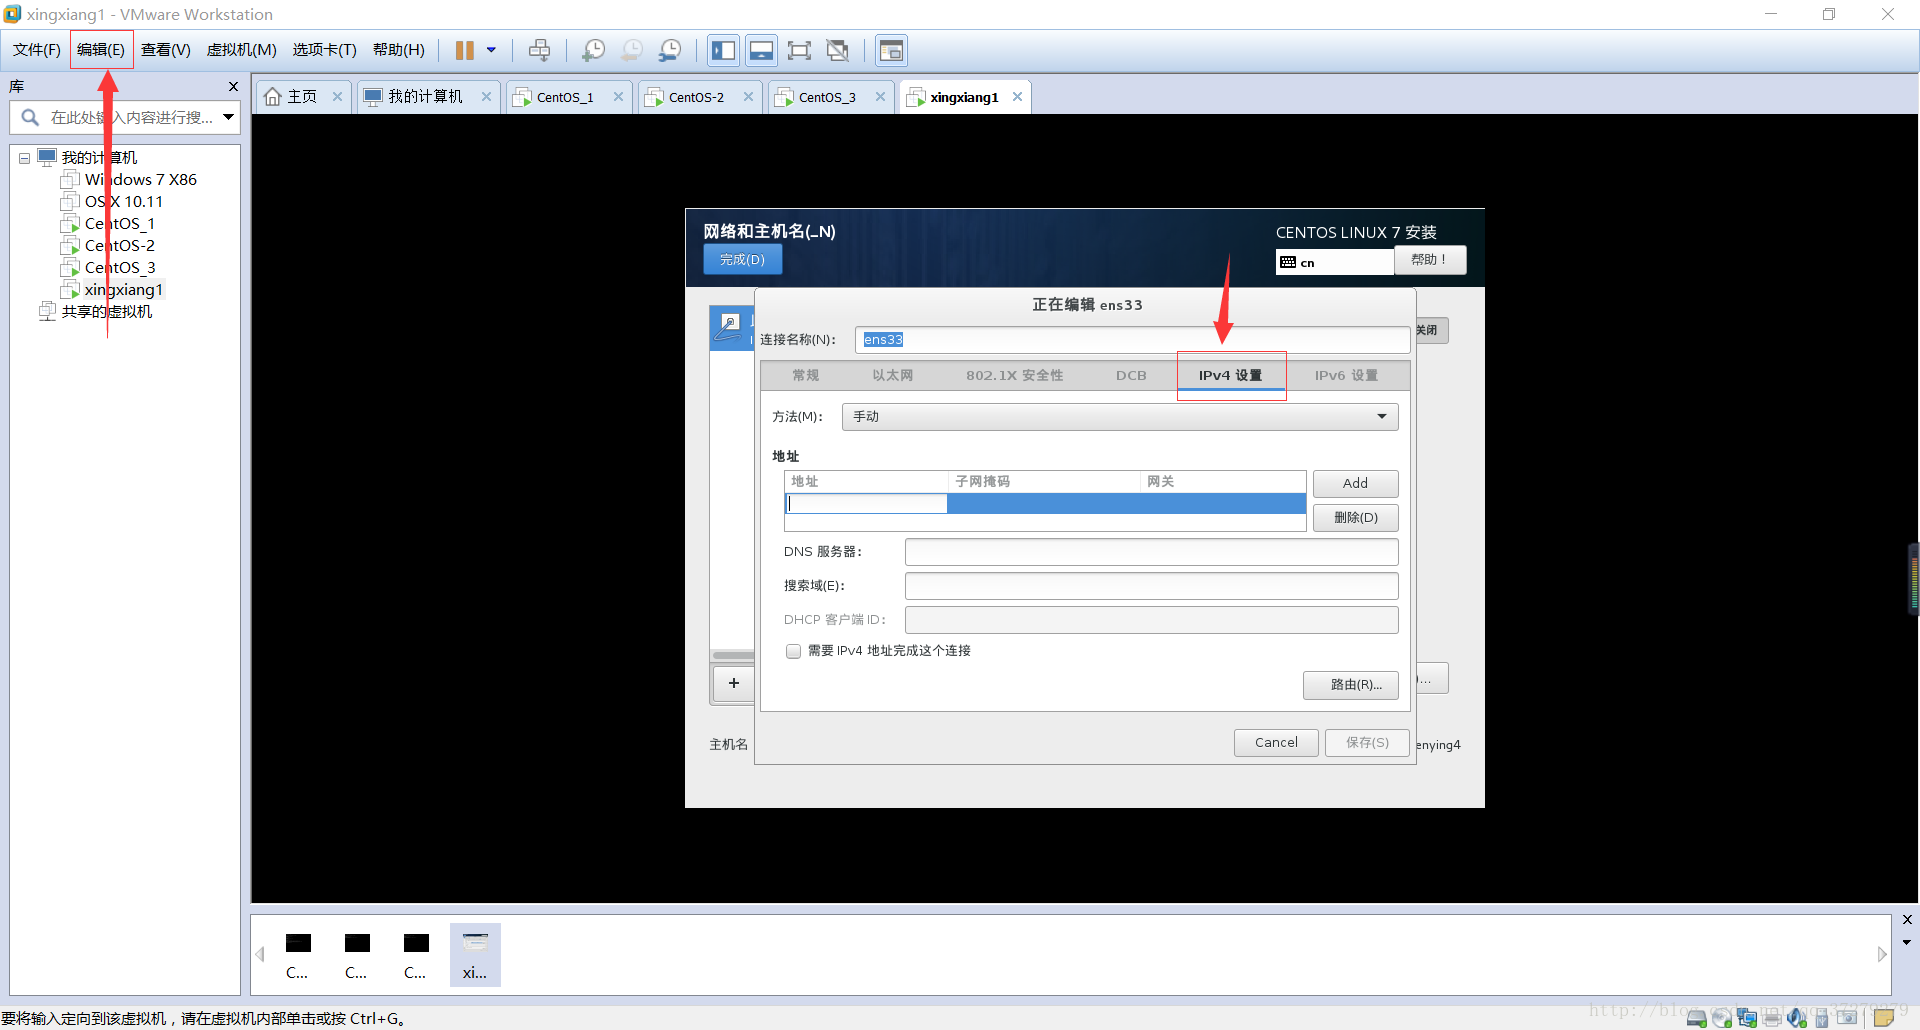 xingxiang1 - VMware Workstation
文件(F) 编辑(E) 查看(V) 虚拟机(M) 选项卡(T) 帮助(H)
库
在此处键入内容进行搜...
我的计算机
Windows 7 X86
OS X 10.11
CentOS_1
CentOS-2
CentOS_3
xingxiang1
共享的虚拟机
主页 我的计算机 CentOS_1 CentOS-2 CentOS_3 xingxiang1
网络和主机名(_N)
完成(D)
CENTOS LINUX 7 安装
cn
帮助！
正在编辑 ens33
关闭
连接名称(N)： ens33
常规 以太网 802.1X 安全性 DCB IPv4 设置 IPv6 设置
方法(M)： 手动
地址
地址 子网掩码 网关
Add
删除(D)
DNS 服务器：
搜索域(E)：
DHCP 客户端 ID：
需要 IPv4 地址完成这个连接
+
路由(R)...
)...
主机名
Cancel 保存(S)
enying4
C... C... C... xi...
要将输入定向到该虚拟机，请在虚拟机内部单击或按 Ctrl+G。